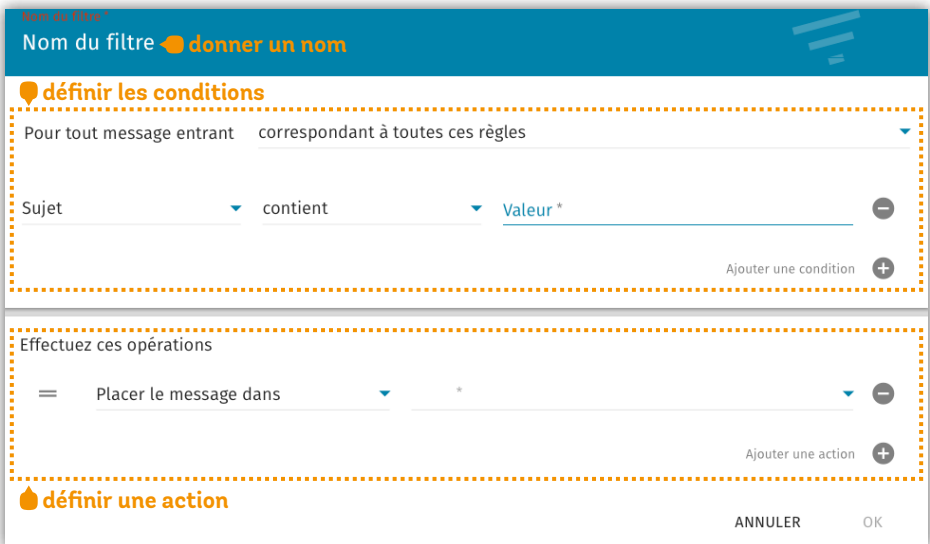 Nom du filtre *
Nom du filtre donner un nom
définir les conditions
Pour tout message entrant correspondant à toutes ces règles
Sujet contient Valeur *
Ajouter une condition
Effectuez ces opérations
Placer le message dans *
Ajouter une action
définir une action
ANNULER OK